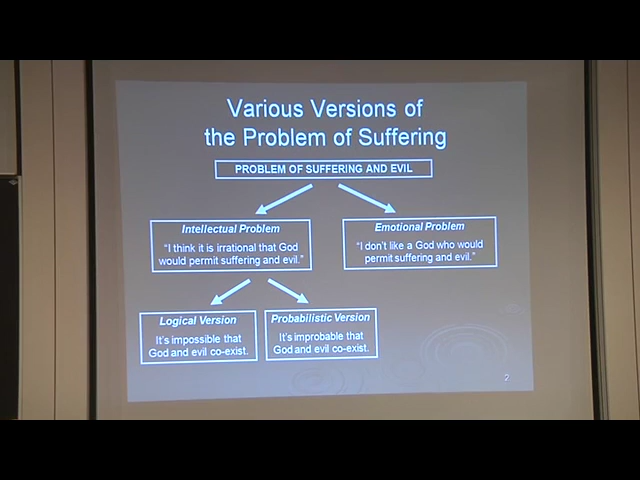 Various Versions of
the Problem of Suffering
PROBLEM OF SUFFERING AND EVIL
Intellectual Problem
“I think it is irrational that God
would permit suffering and evil.”
Emotional Problem
“I don’t like a God who would
permit suffering and evil.”
Logical Version
It’s impossible that
God and evil co-exist.
Probabilistic Version
It’s improbable that
God and evil co-exist.
2